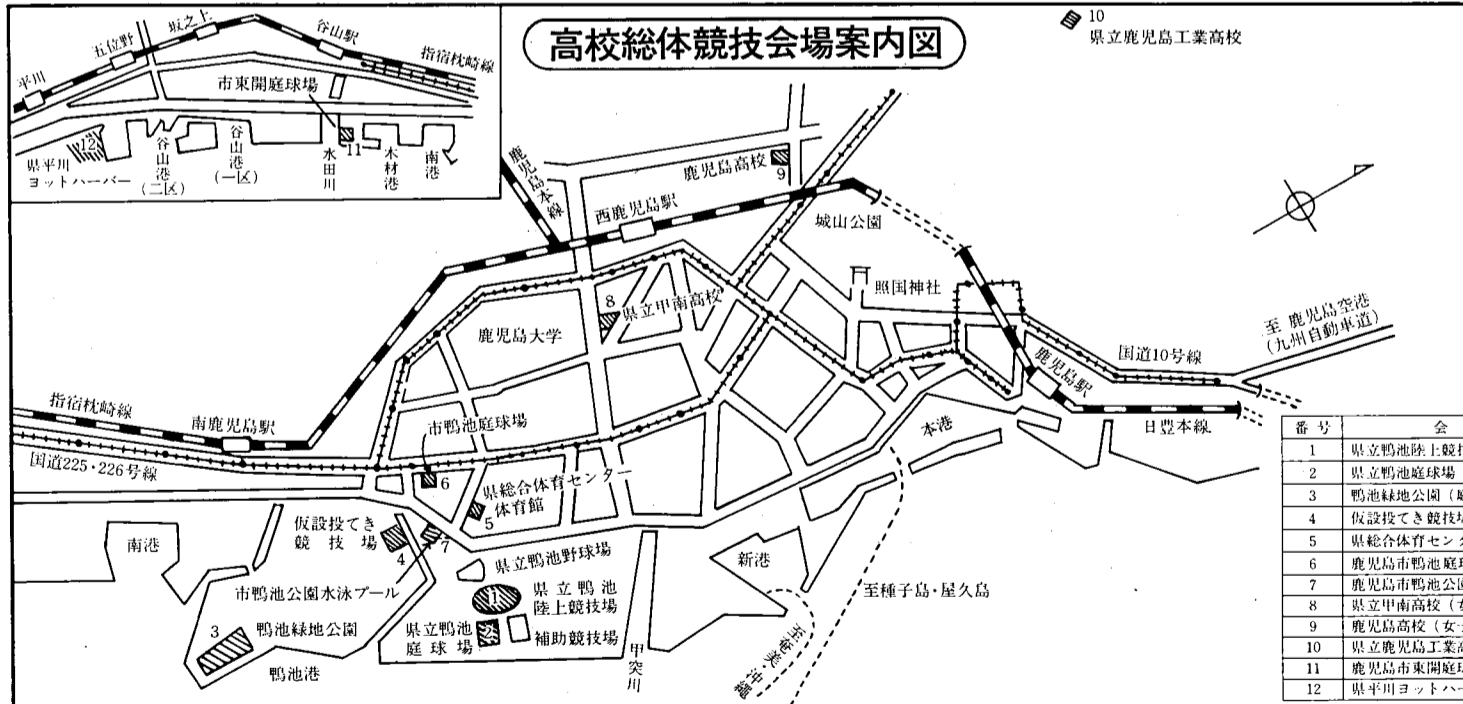 高校総体競技会場案内図
10
県立鹿児島工業高校
平川
五位野
坂之上
谷山駅
指宿枕崎線
市東開庭球場
12
県平川
ヨットハーバー
谷山港
(二区)
谷山港
(一区)
永田川
11
木材港
南港
鹿児島本線
鹿児島高校
9
西鹿児島駅
城山公園
照国神社
8
県立甲南高校
鹿児島大学
至 鹿児島空港
(九州自動車道)
国道10号線
鹿児島駅
日豊本線
本港
指宿枕崎線
南鹿児島駅
国道225・226号線
市鴨池庭球場
6
県総合体育センター
体育館
5
仮設投てき
競技場
4
7
南港
県立鴨池野球場
市鴨池公園水泳プール
1
県立鴨池
陸上競技場
新港
至種子島・屋久島
3
鴨池緑地公園
県立鴨池
庭球場
2
補助競技場
鴨池港
甲突川
至奄美・沖縄
番号 会
1 県立鴨池陸上競技
2 県立鴨池庭球場
3 鴨池緑地公園(
4 仮設投てき競技場
5 県総合体育セン
6 鹿児島市鴨池庭球
7 鹿児島市鴨池公園
8 県立甲南高校(女
9 鹿児島高校(女
10 県立鹿児島工業高
11 鹿児島市東開庭球
12 県平川ヨットハー